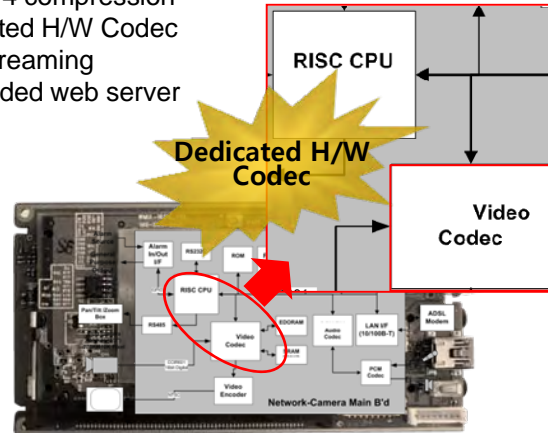 4 compression
ted H/W Codec
treaming
ded web server
RISC CPU
Dedicated H/W
Codec
Video
Codec
Alarm
In/Out
I/F
RS232
ROM
RISC CPU
Pan/Tilt/Zoom
Box
RS485
Video
Codec
EDORAM
Audio
Codec
LAN I/F
(10/100B-T)
ADSL
Modem
PCM
Codec
Video
Encoder
Network-Camera Main B'd